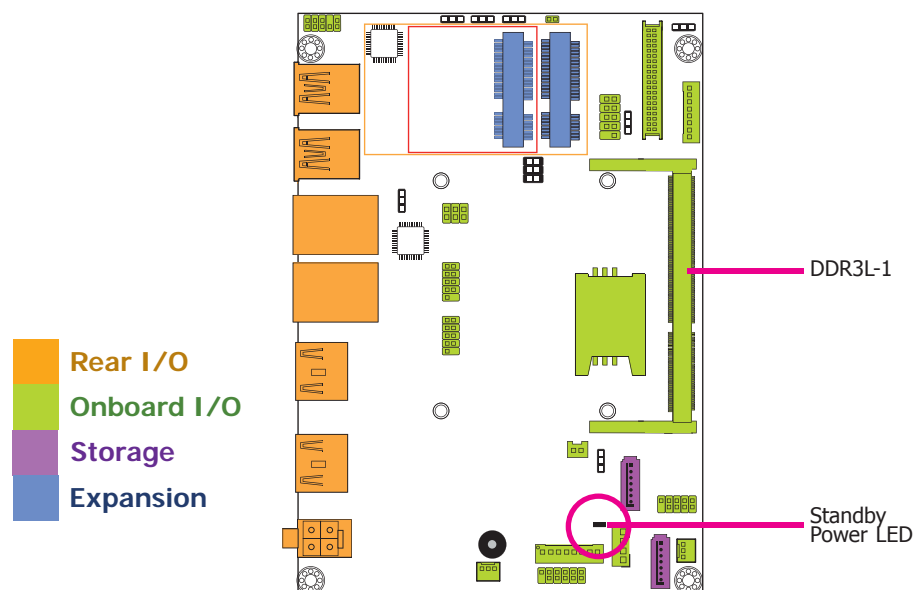 DDR3L-1
Rear I/O
Onboard I/O
Storage
Expansion
Standby
Power LED